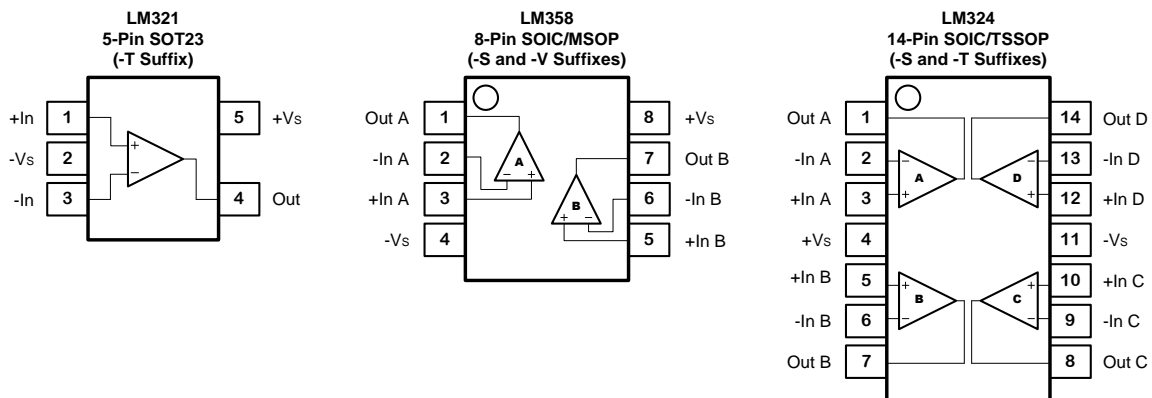 LM321
5-Pin SOT23
(-T Suffix)
+In 1
5 +Vs
-Vs 2
+
−
-In 3
4 Out
LM358
8-Pin SOIC/MSOP
(-S and -V Suffixes)
Out A 1
8 +Vs
-In A 2
A
− +
7 Out B
+In A 3
B
+ −
6 -In B
-Vs 4
5 +In B
LM324
14-Pin SOIC/TSSOP
(-S and -T Suffixes)
Out A 1
14 Out D
-In A 2
− A +
D − +
13 -In D
+In A 3
12 +In D
+Vs 4
11 -Vs
+In B 5
+ B −
C + −
10 +In C
-In B 6
9 -In C
Out B 7
8 Out C